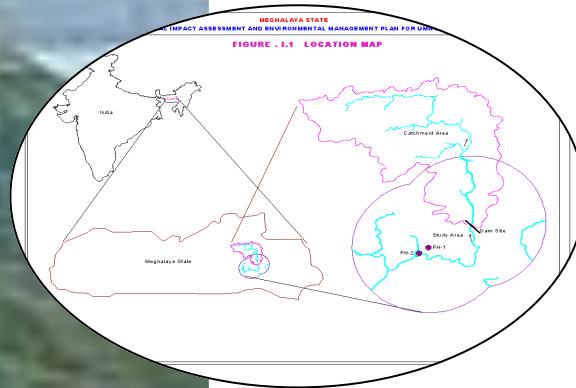 MEGHALAYA STATE
IMPACT ASSESSMENT AND ENVIRONMENTAL MANAGEMENT PLAN FOR
FIGURE . I.1 LOCATION MAP
India
Catchment Area
Dam Site
Study Area
PH-1
PH-2
Meghalaya State